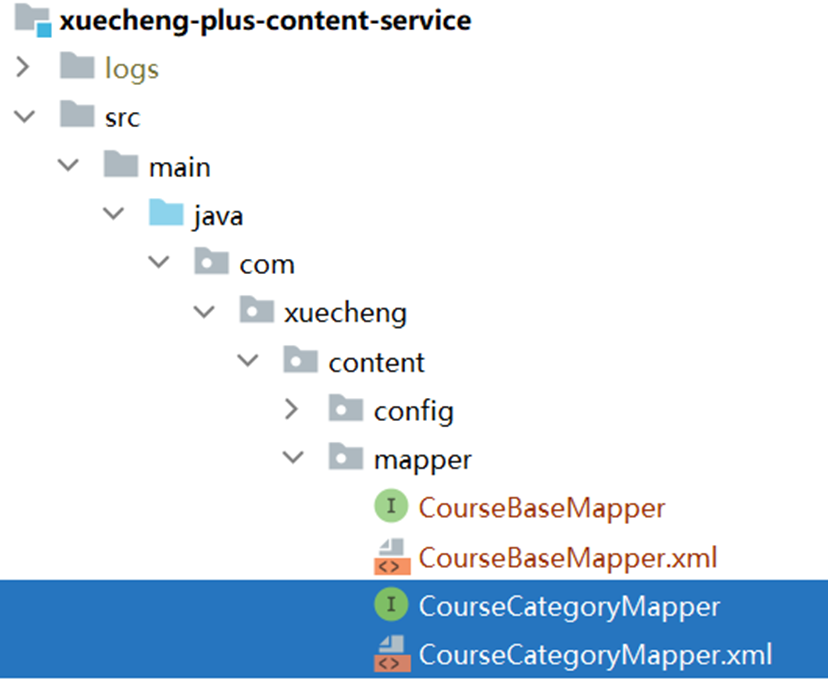 xuecheng-plus-content-service
logs
src
main
java
com
xuecheng
content
config
mapper
I CourseBaseMapper
<> CourseBaseMapper.xml
I CourseCategoryMapper
<> CourseCategoryMapper.xml